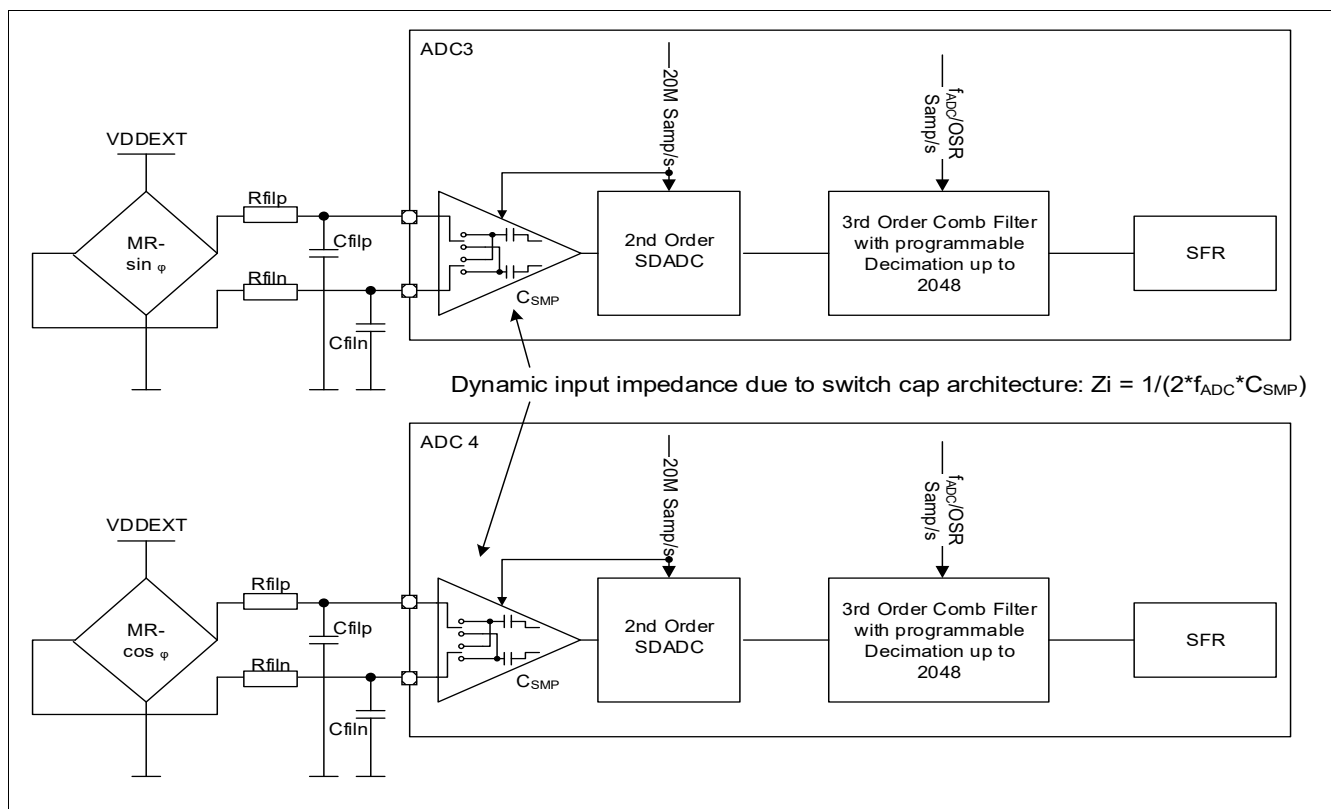 ADC3
VDDEXT
MR-
sin φ
Rfilp
Cfilp
Rfiln
Cfiln
CSMP
20M Samp/s
2nd Order
SDADC
fADC/OSR
Samp/s
3rd Order Comb Filter
with programmable
Decimation up to
2048
SFR
Dynamic input impedance due to switch cap architecture: Zi = 1/(2*fADC*CSMP)
ADC 4
VDDEXT
MR-
cos φ
Rfilp
Cfilp
Rfiln
Cfiln
CSMP
20M Samp/s
2nd Order
SDADC
fADC/OSR
Samp/s
3rd Order Comb Filter
with programmable
Decimation up to
2048
SFR